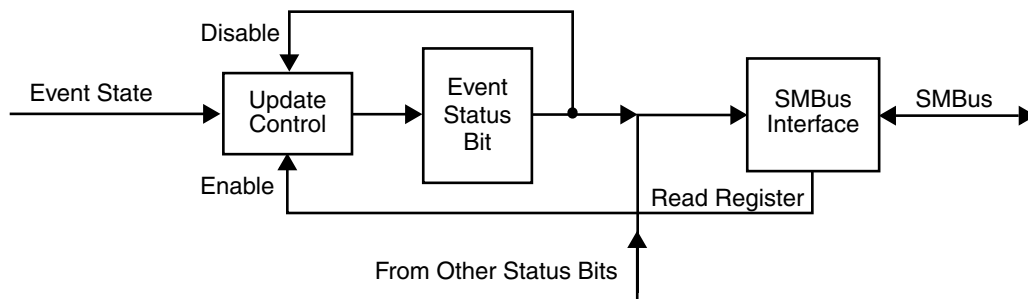 Disable
Event State
Update
Control
Event
Status
Bit
SMBus
Interface
SMBus
Enable
Read Register
From Other Status Bits